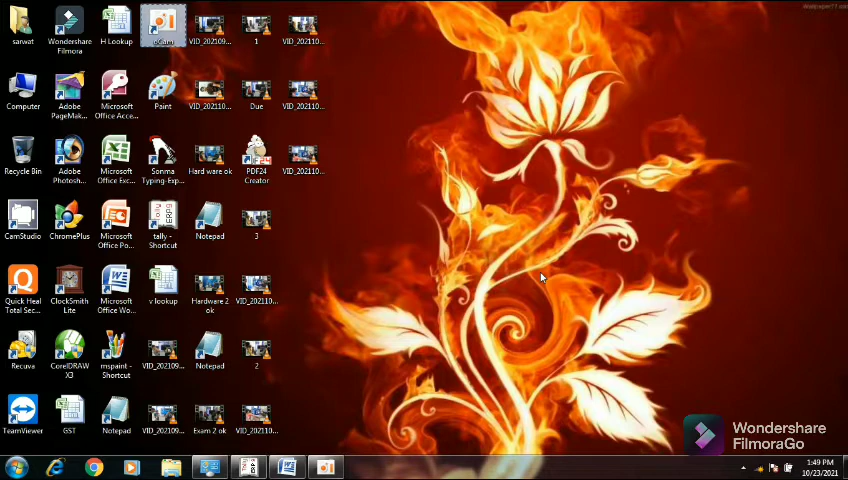 sarwat
Wondershare
Filmora
H Lookup
oCam
VID_202109...
1
VID_202110...
Computer
Adobe
PageMak...
Microsoft
Office Acce...
Paint
VID_202110...
Due
VID_202110...
Recycle Bin
Adobe
Photosh...
Microsoft
Office Exc...
Sonma
Typing-Exp...
Hard ware ok
PDF24
Creator
VID_202110...
CamStudio
ChromePlus
Microsoft
Office Po...
tally -
Shortcut
Notepad
3
Quick Heal
Total Sec...
ClockSmith
Lite
Microsoft
Office Wo...
v lookup
Hardware 2
ok
VID_202110...
Recuva
CorelDRAW
X3
mspaint -
Shortcut
VID_202109...
Notepad
2
TeamViewer
GST
Notepad
VID_202109...
Exam 2 ok
VID_202110...
Wondershare
FilmoraGo
1:49 PM
10/23/2021